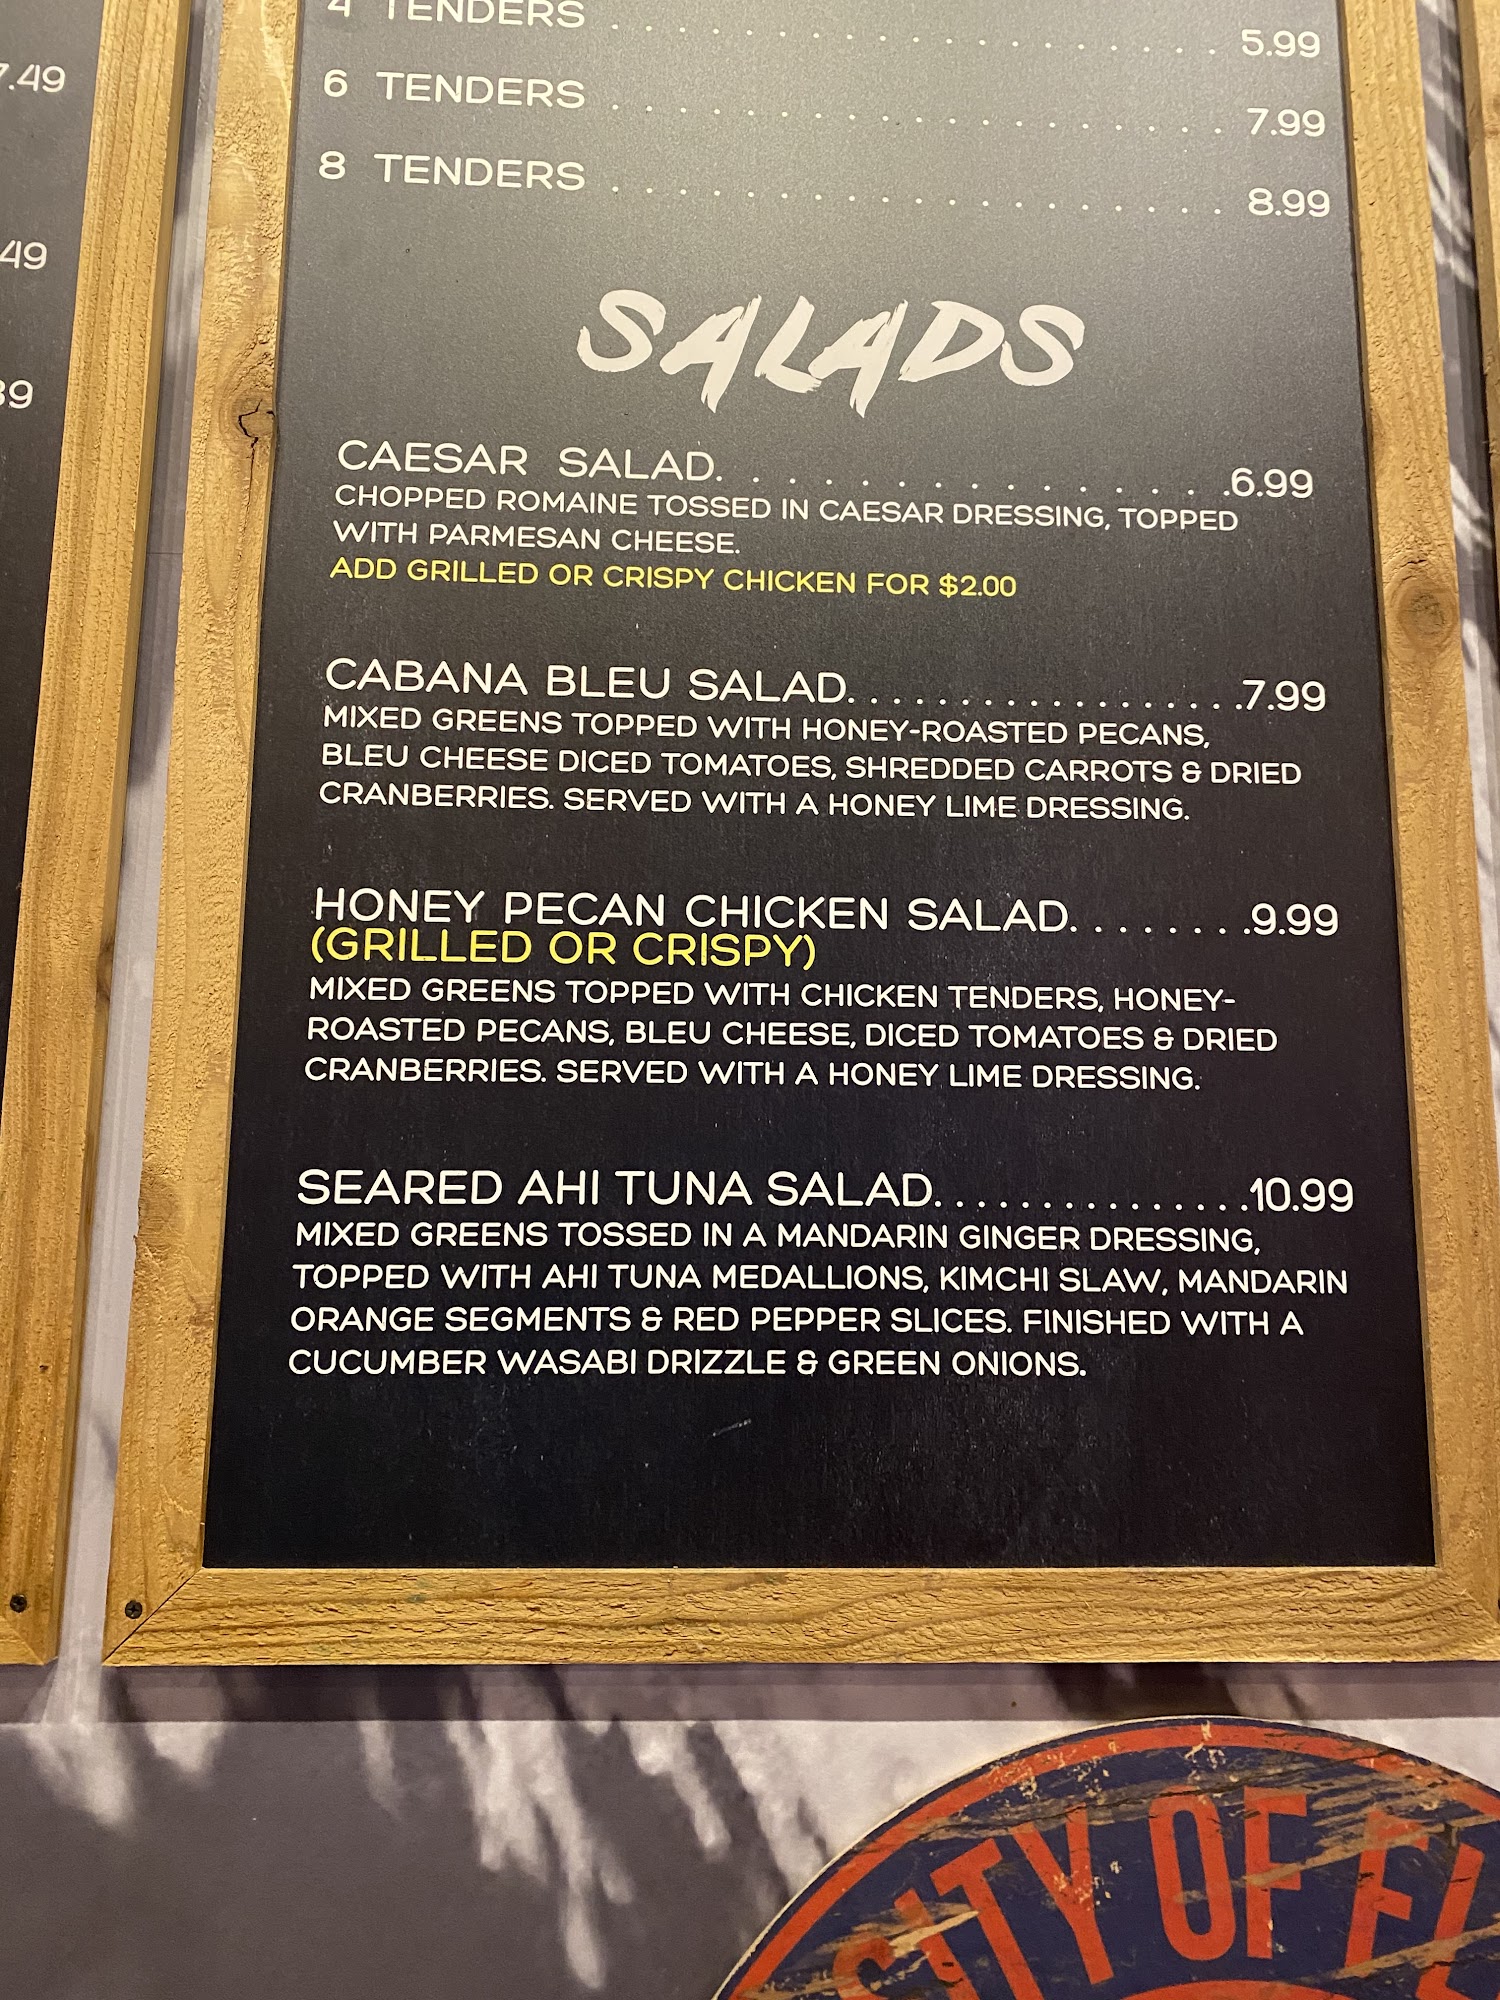 7.49
49
89
4 TENDERS . . . . . . . . . . . . . . . . . 5.99
6 TENDERS . . . . . . . . . . . . . . . . . . 7.99
8 TENDERS . . . . . . . . . . . . . . . . . . 8.99
SALADS
CAESAR SALAD. . . . . . . . . . . . . . .6.99
CHOPPED ROMAINE TOSSED IN CAESAR DRESSING, TOPPED
WITH PARMESAN CHEESE.
ADD GRILLED OR CRISPY CHICKEN FOR $2.00
CABANA BLEU SALAD. . . . . . . . . . . . . . . . . .7.99
MIXED GREENS TOPPED WITH HONEY-ROASTED PECANS,
BLEU CHEESE DICED TOMATOES, SHREDDED CARROTS & DRIED
CRANBERRIES. SERVED WITH A HONEY LIME DRESSING.
HONEY PECAN CHICKEN SALAD. . . . . . . .9.99
(GRILLED OR CRISPY)
MIXED GREENS TOPPED WITH CHICKEN TENDERS, HONEY-
ROASTED PECANS, BLEU CHEESE, DICED TOMATOES & DRIED
CRANBERRIES. SERVED WITH A HONEY LIME DRESSING.
SEARED AHI TUNA SALAD. . . . . . . . . . . . . . .10.99
MIXED GREENS TOSSED IN A MANDARIN GINGER DRESSING,
TOPPED WITH AHI TUNA MEDALLIONS, KIMCHI SLAW, MANDARIN
ORANGE SEGMENTS & RED PEPPER SLICES. FINISHED WITH A
CUCUMBER WASABI DRIZZLE & GREEN ONIONS.
CITY OF